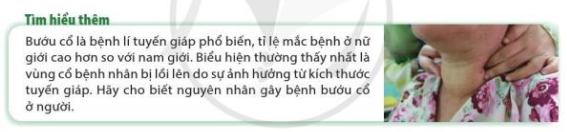 Tìm hiểu thêm
Bướu cổ là bệnh lí tuyến giáp phổ biến, tỉ lệ mắc bệnh ở nữ
giới cao hơn so với nam giới. Biểu hiện thường thấy nhất là
vùng cổ bệnh nhân bị lồi lên do sự ảnh hưởng từ kích thước
tuyến giáp. Hãy cho biết nguyên nhân gây bệnh bướu cổ
ở người.